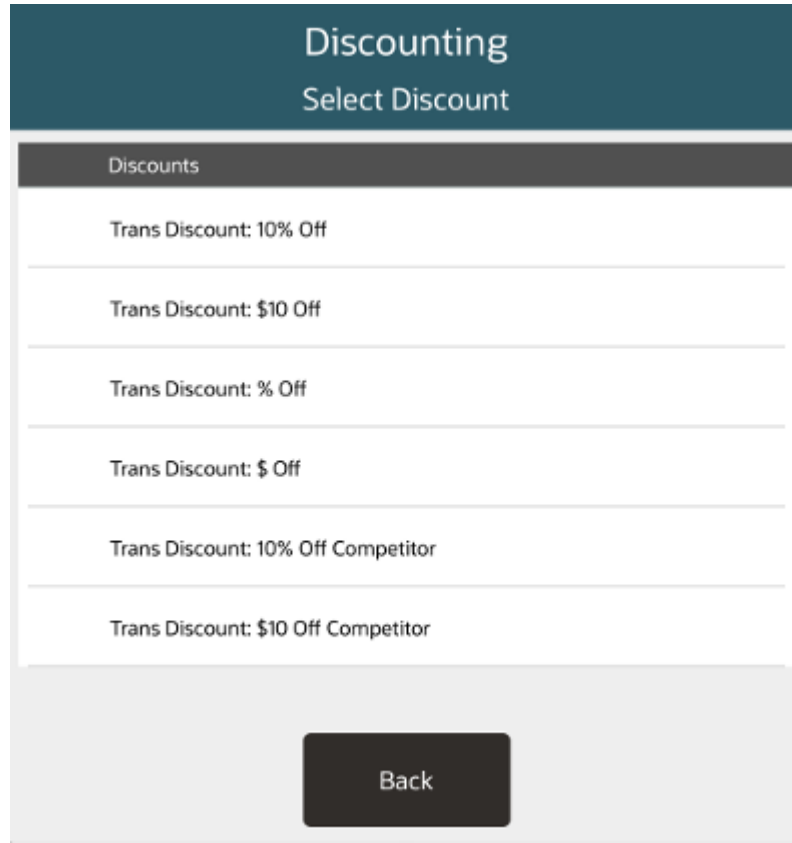 Discounting
Select Discount
Discounts
Trans Discount: 10% Off
Trans Discount: $10 Off
Trans Discount: % Off
Trans Discount: $ Off
Trans Discount: 10% Off Competitor
Trans Discount: $10 Off Competitor
Back